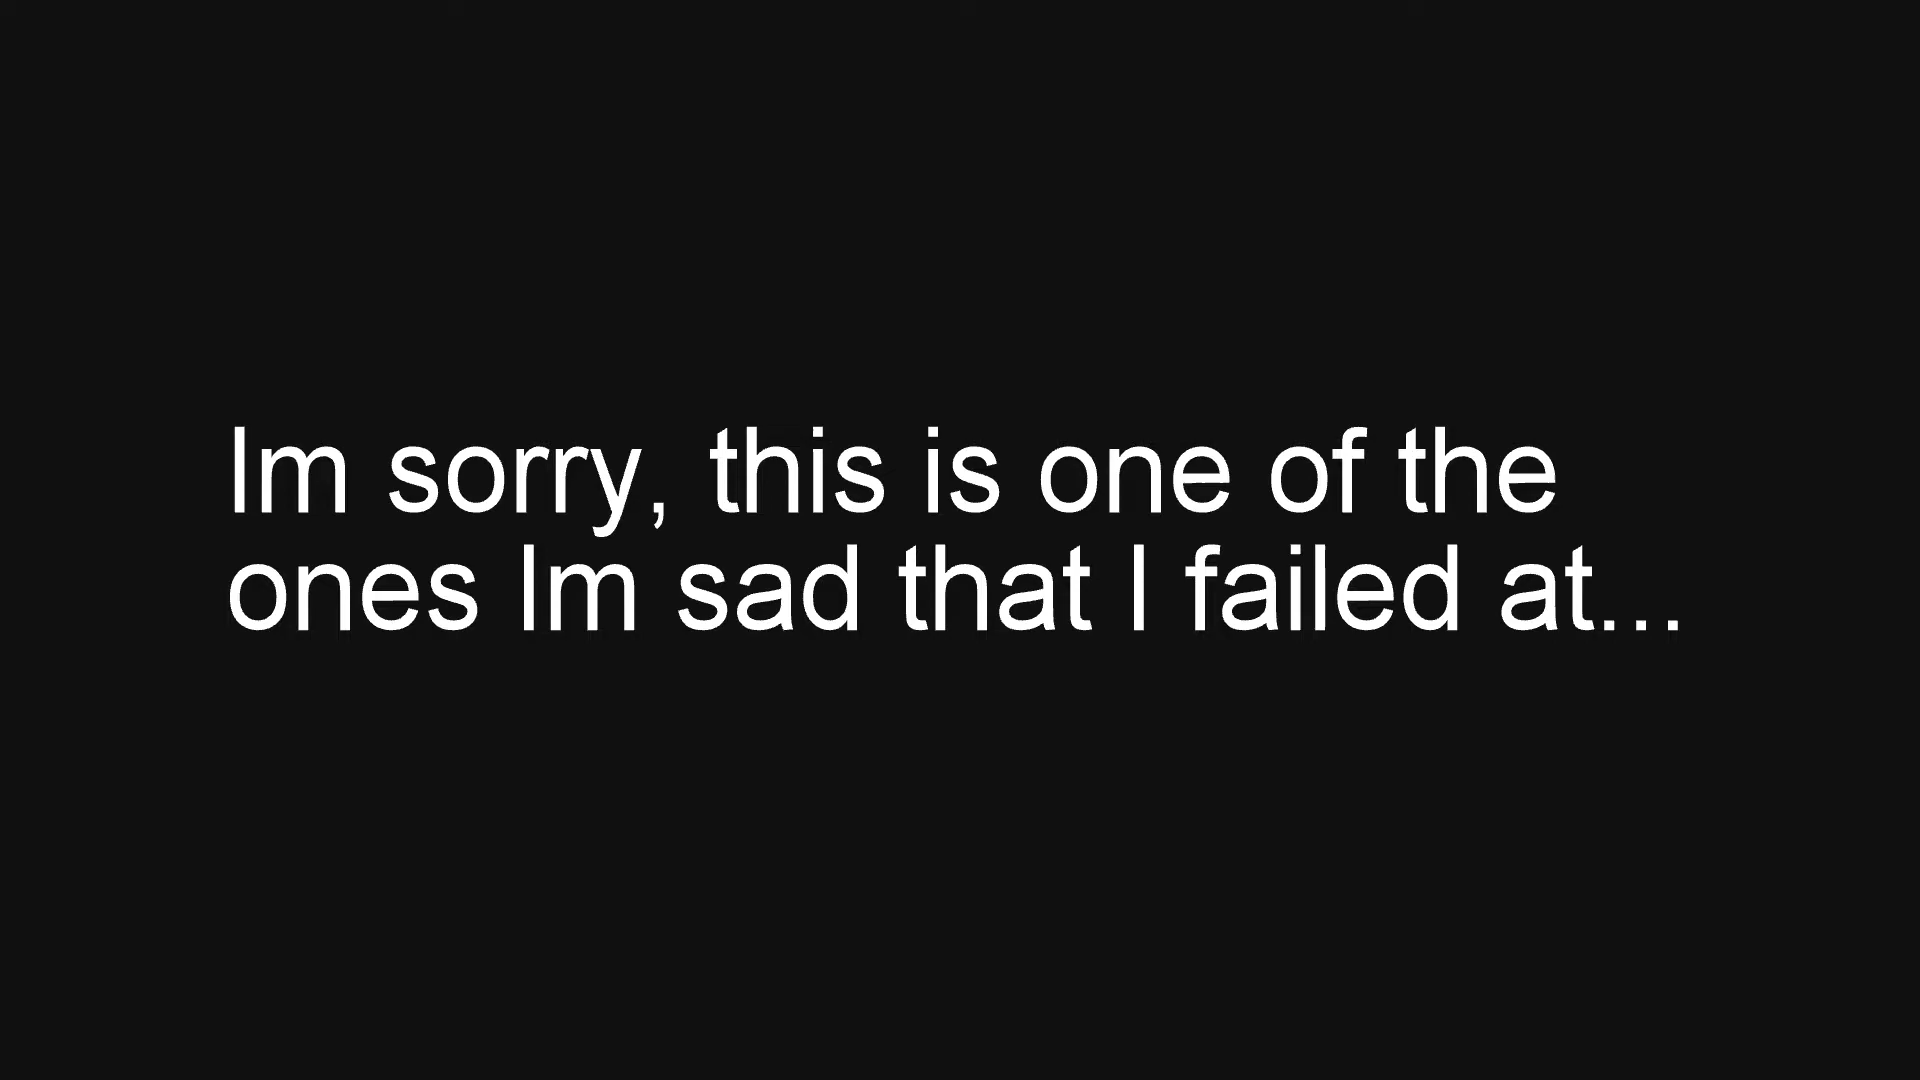 Im sorry, this is one of the
ones Im sad that I failed at...